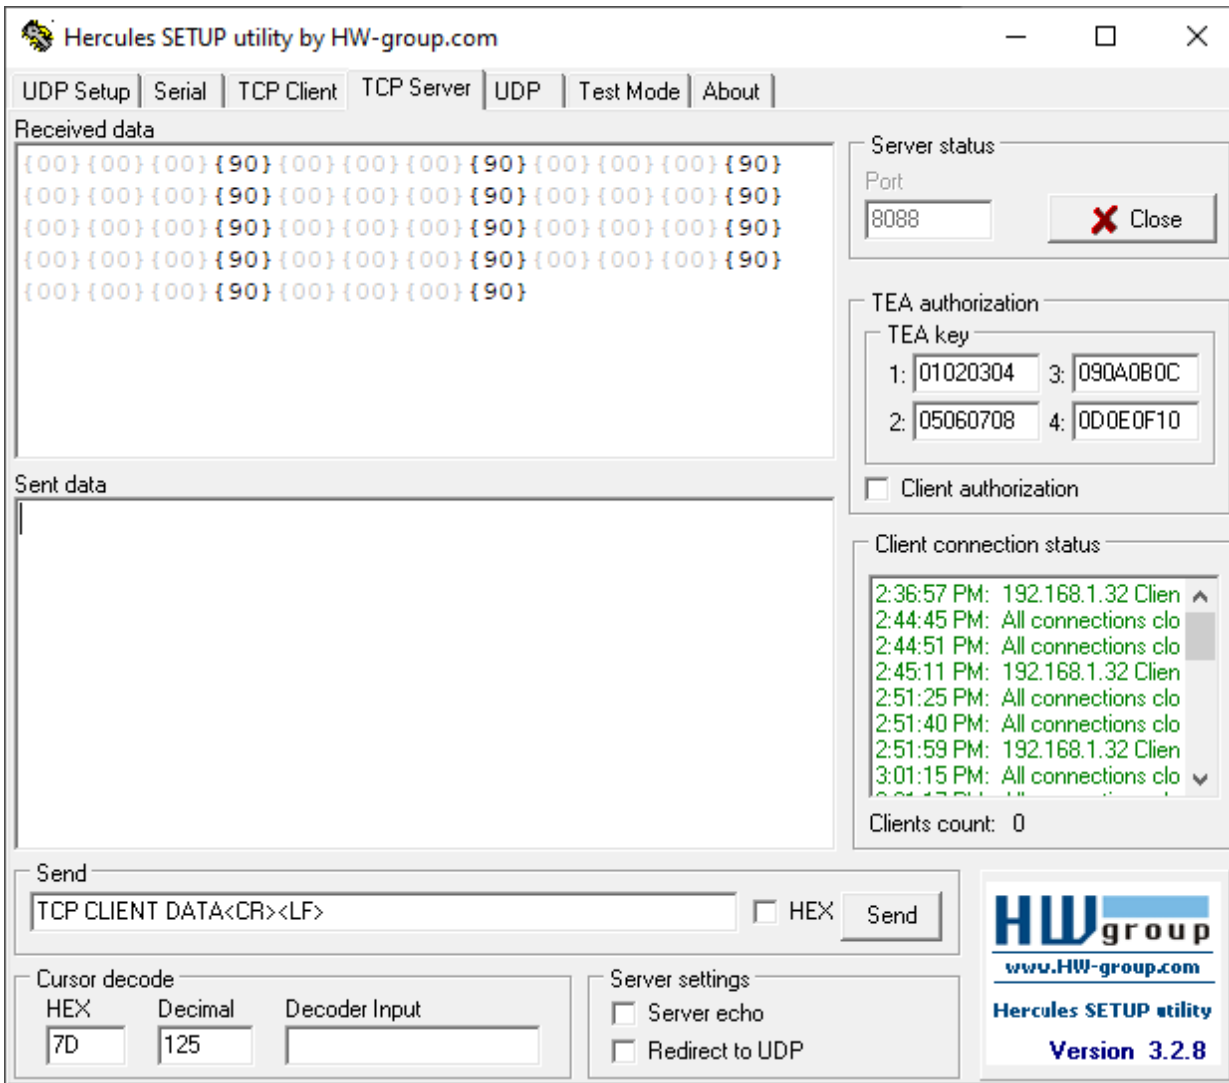 Hercules SETUP utility by HW-group.com
UDP Setup Serial TCP Client TCP Server UDP Test Mode About
Received data
{00}{00}{00}{90}{00}{00}{00}{90}{00}{00}{00}{90}
{00}{00}{00}{90}{00}{00}{00}{90}{00}{00}{00}{90}
{00}{00}{00}{90}{00}{00}{00}{90}{00}{00}{00}{90}
{00}{00}{00}{90}{00}{00}{00}{90}{00}{00}{00}{90}
{00}{00}{00}{90}{00}{00}{00}{90}
Sent data
Server status
Port
8088 Close
TEA authorization
TEA key
1: 01020304 3: 090A0B0C
2: 05060708 4: 0D0E0F10
Client authorization
Client connection status
2:36:57 PM: 192.168.1.32 Clien
2:44:45 PM: All connections clo
2:44:51 PM: All connections clo
2:45:11 PM: 192.168.1.32 Clien
2:51:25 PM: All connections clo
2:51:40 PM: All connections clo
2:51:59 PM: 192.168.1.32 Clien
3:01:15 PM: All connections clo
Clients count: 0
Send
TCP CLIENT DATA<CR><LF> HEX Send
Cursor decode
HEX Decimal Decoder Input
7D 125
Server settings
Server echo
Redirect to UDP
HW group
www.HW-group.com
Hercules SETUP utility
Version 3.2.8